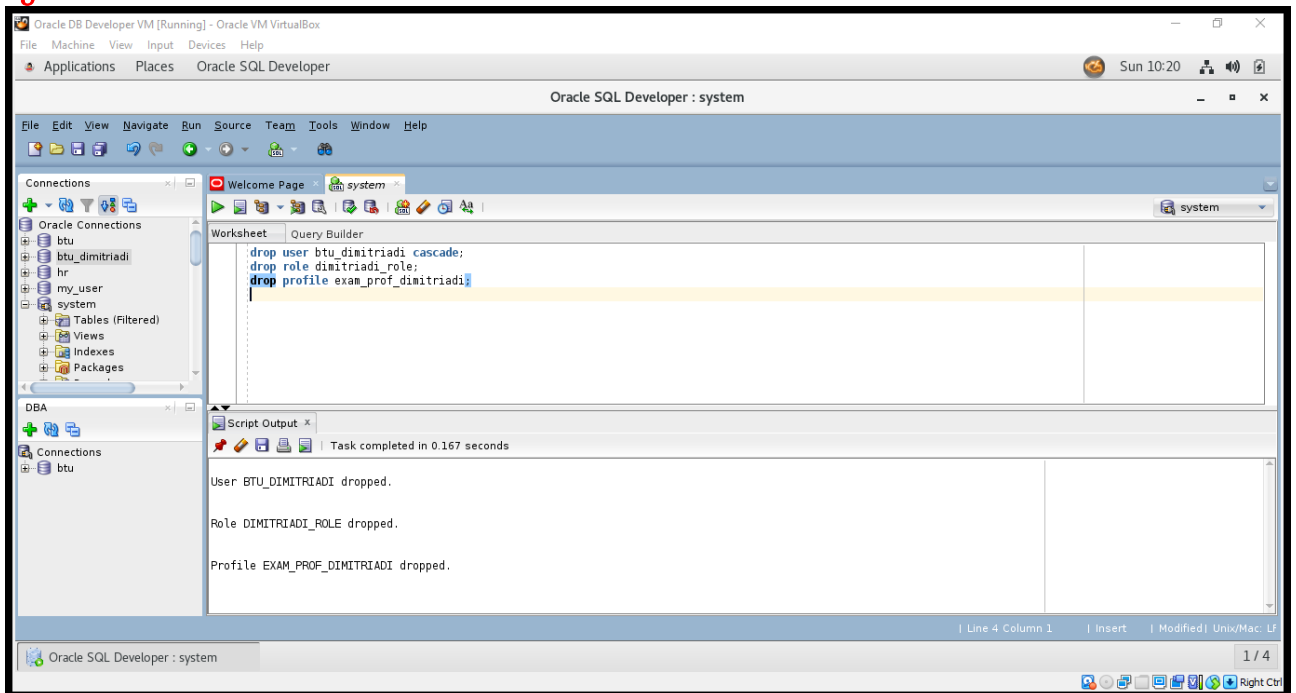 Oracle DB Developer VM [Running] - Oracle VM VirtualBox
File Machine View Input Devices Help
Applications Places Oracle SQL Developer Sun 10:20
Oracle SQL Developer : system
File Edit View Navigate Run Source Team Tools Window Help
Connections
Oracle Connections
btu
btu_dimitriadi
hr
my_user
system
Tables (Filtered)
Views
Indexes
Packages
DBA
Connections
btu
Welcome Page system
system
Worksheet Query Builder
drop user btu_dimitriadi cascade;
drop role dimitriadi_role;
drop profile exam_prof_dimitriadi;
Script Output
Task completed in 0.167 seconds
User BTU_DIMITRIADI dropped.
Role DIMITRIADI_ROLE dropped.
Profile EXAM_PROF_DIMITRIADI dropped.
| Line 4 Column 1 | Insert | Modified | Unix/Mac: LF
Oracle SQL Developer : system 1 / 4
Right Ctrl